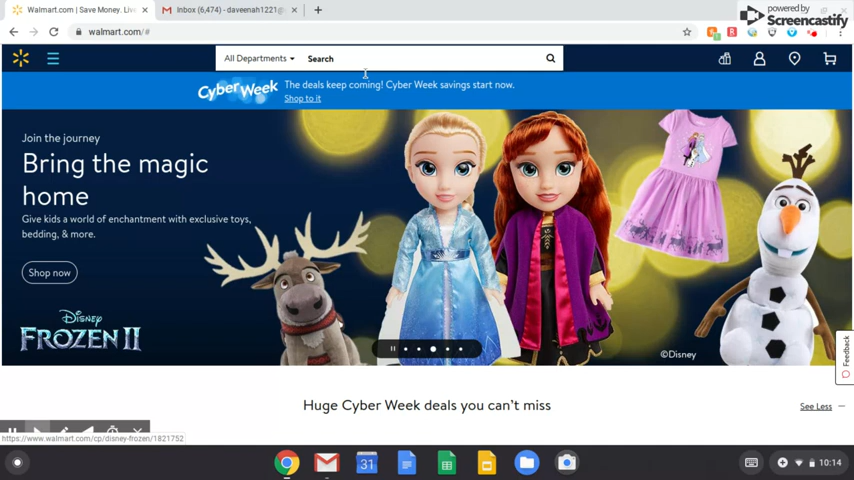 Walmart.com | Save Money. Live
Inbox (6,474) - daveenah1221@
powered by
Screencastify
walmart.com/#
All Departments
Search
CyberWeek
The deals keep coming! Cyber Week savings start now.
Shop to it
Join the journey
Bring the magic
home
Give kids a world of enchantment with exclusive toys,
bedding, & more.
Shop now
Disney
FROZEN II
©Disney
Feedback
Huge Cyber Week deals you can't miss
See Less
https://www.walmart.com/cp/disney-frozen/1821752
31
10:14